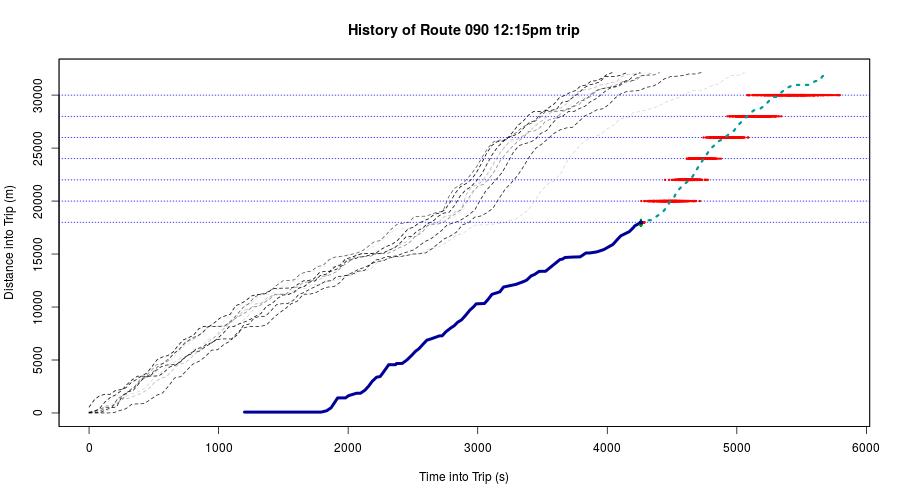 History of Route 090 12:15pm trip
Distance into Trip (m)
30000
25000
20000
15000
10000
5000
0
0 1000 2000 3000 4000 5000 6000
Time into Trip (s)